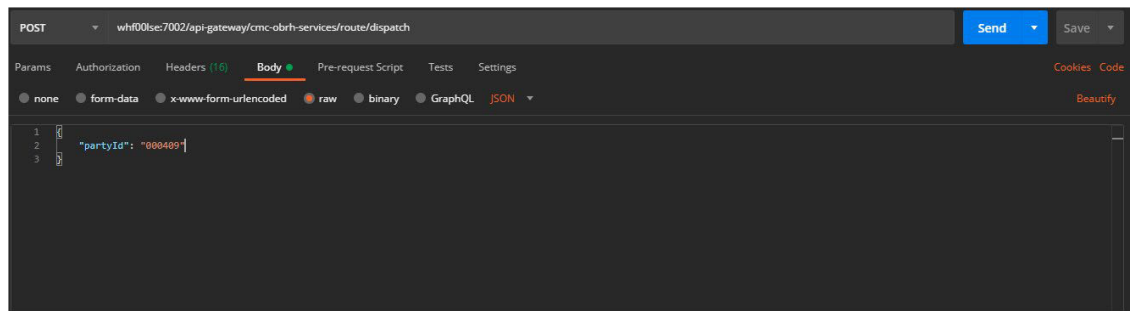 POST whf00lse:7002/api-gateway/cmc-obrh-services/route/dispatch Send Save
Params Authorization Headers (16) Body Pre-request Script Tests Settings Cookies Code
none form-data x-www-form-urlencoded raw binary GraphQL JSON Beautify
1 {
2 "partyId": "000409"
3 }